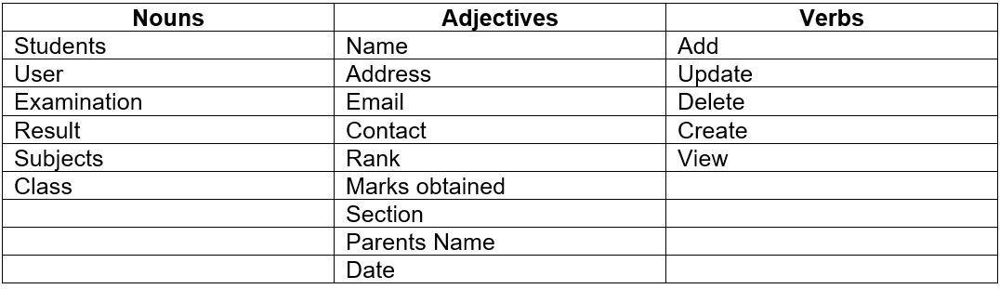 Nouns Adjectives Verbs
Students Name Add
User Address Update
Examination Email Delete
Result Contact Create
Subjects Rank View
Class Marks obtained
Section
Parents Name
Date